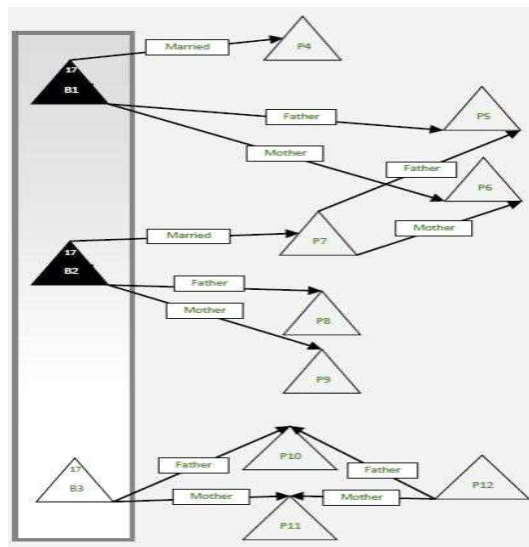 Married
P4
17
B1
Father
P5
Mother
Father
P6
Married
P7
Mother
17
B2
Father
P8
Mother
P9
17
B3
Father
P10
Father
P12
Mother
Mother
P11